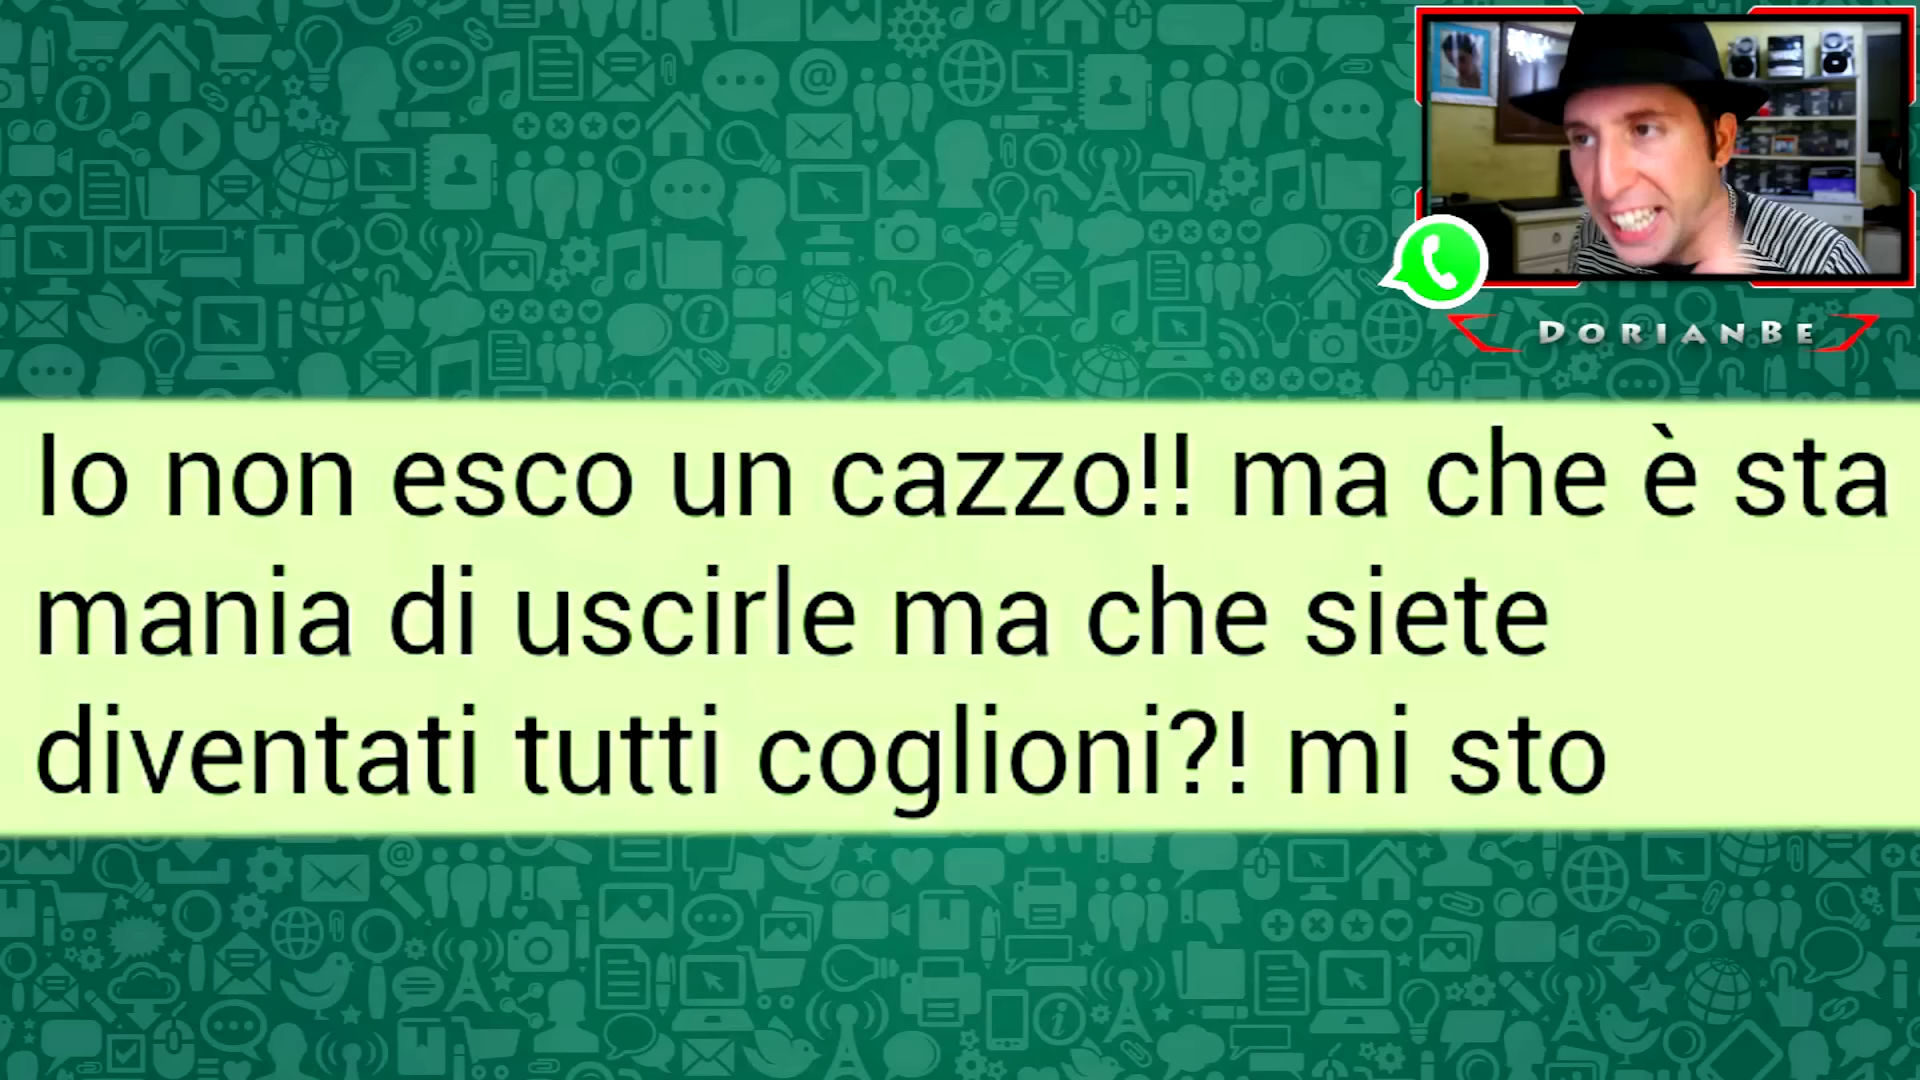 DORIANBE
Io non esco un cazzo!! ma che è sta
mania di uscirle ma che siete
diventati tutti coglioni?! mi sto